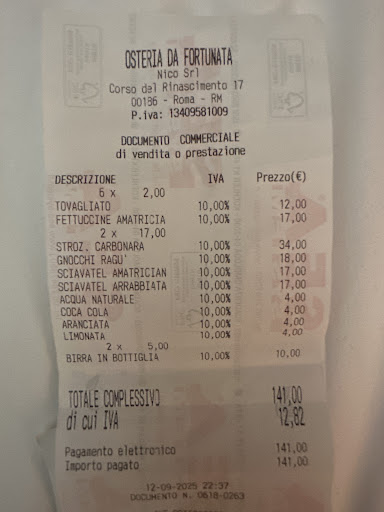 OSTERIA DA FORTUNATA
Nico Srl
Corso del Rinascimento 17
00186 - Roma - RM
P.iva: 13409581009
DOCUMENTO COMMERCIALE
di vendita o prestazione
DESCRIZIONE IVA Prezzo(€)
6 x 2,00
TOVAGLIATO 10,00% 12,00
FETTUCCINE AMATRICIA 10,00% 17,00
2 x 17,00
STROZ. CARBONARA 10,00% 34,00
GNOCCHI RAGU' 10,00% 18,00
SCIAVATEL AMATRICIAN 10,00% 17,00
SCIAVATEL ARRABBIATA 10,00% 17,00
ACQUA NATURALE 10,00% 4,00
COCA COLA 10,00% 4,00
ARANCIATA 10,00% 4,00
LIMONATA 10,00% 4,00
2 x 5,00
BIRRA IN BOTTIGLIA 10,00% 10,00
TOTALE COMPLESSIVO 141,00
di cui IVA 12,82
Pagamento elettronico 141,00
Importo pagato 141,00
12-09-2025 22:37
DOCUMENTO N. 0618-0263